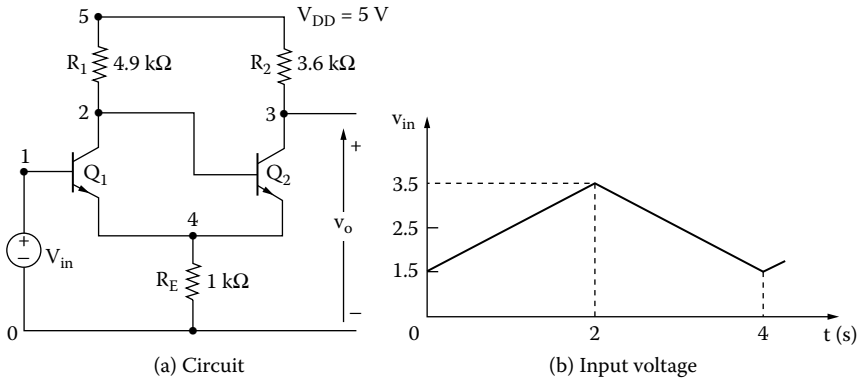 5
V_DD = 5 V
R_1 4.9 kΩ
R_2 3.6 kΩ
2
3
1
Q_1
Q_2
+
v_o
−
4
+
−
V_in
R_E 1 kΩ
0
(a) Circuit
v_in
3.5
2.5
1.5
0
2
4
t (s)
(b) Input voltage